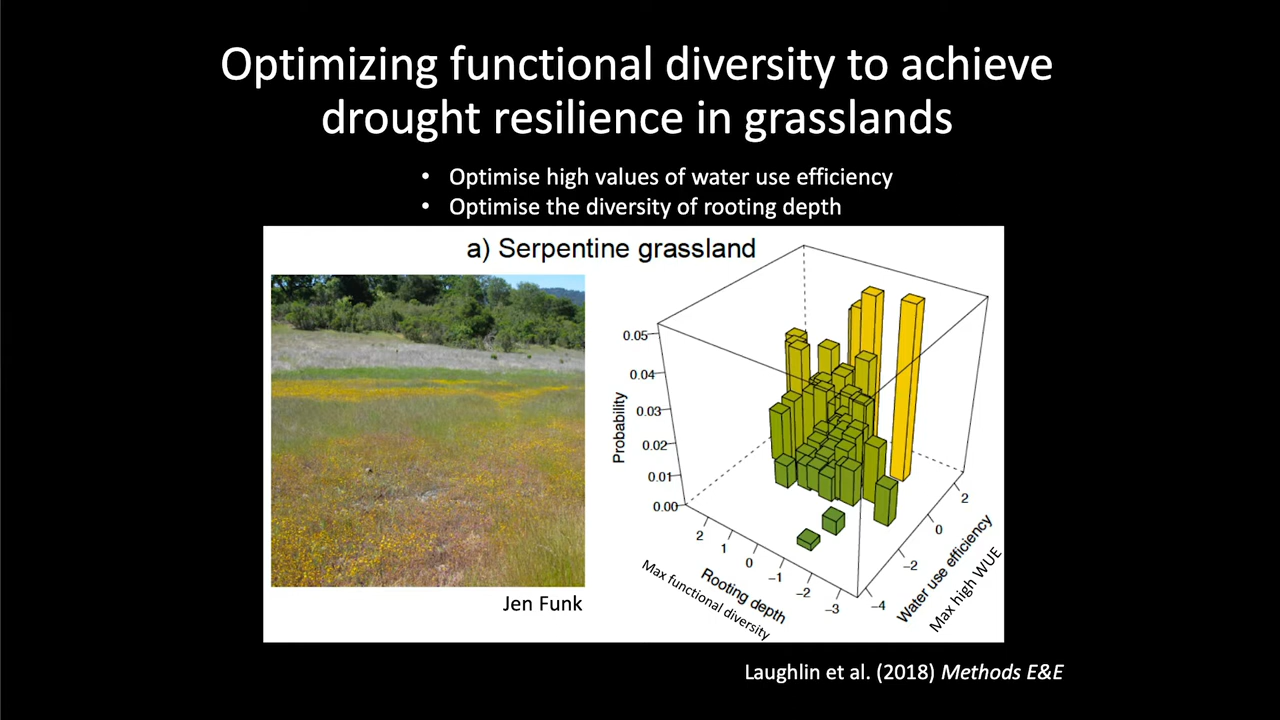 Optimizing functional diversity to achieve
drought resilience in grasslands
• Optimise high values of water use efficiency
• Optimise the diversity of rooting depth
a) Serpentine grassland
Jen Funk
Probability
0.05
0.04
0.03
0.02
0.01
0.00
2
1
0
−1
−2
−3
Rooting depth
Max functional diversity
−4
−2
0
2
Water use efficiency
Max high WUE
Laughlin et al. (2018) Methods E&E